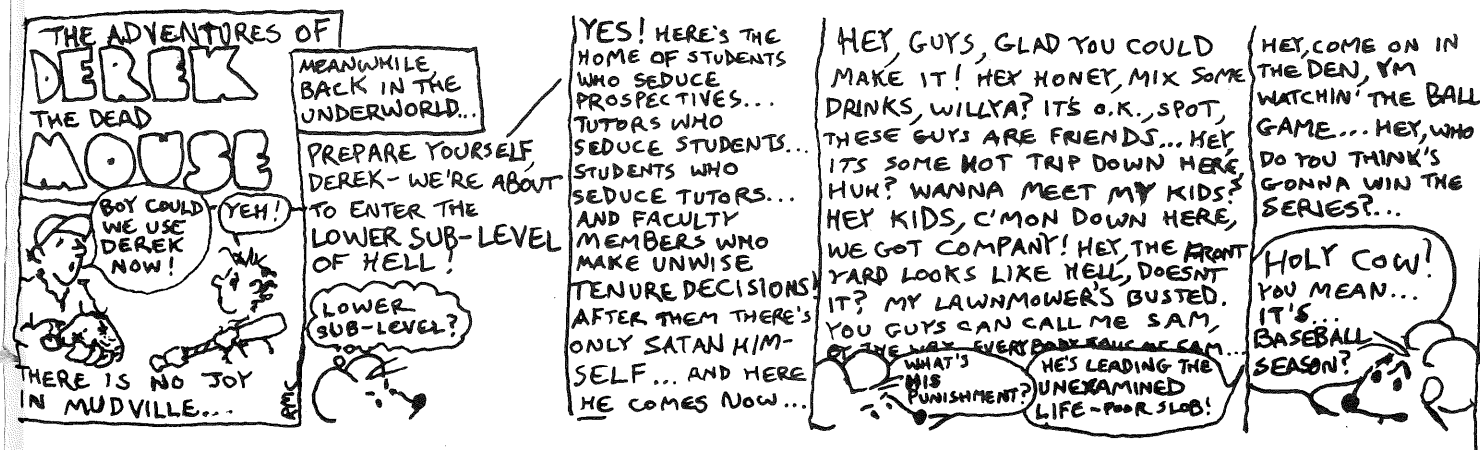 THE ADVENTURES OF
DEREK
THE DEAD
MOUSE
BOY COULD
WE USE
DEREK
NOW!
YEH!
THERE IS NO JOY
IN MUDVILLE...
MEANWHILE
BACK IN THE
UNDERWORLD...
PREPARE YOURSELF,
DEREK- WE'RE ABOUT
TO ENTER THE
LOWER SUB-LEVEL
OF HELL!
LOWER
SUB-LEVEL?
YES! HERE'S THE
HOME OF STUDENTS
WHO SEDUCE
PROSPECTIVES...
TUTORS WHO
SEDUCE STUDENTS...
STUDENTS WHO
SEDUCE TUTORS...
AND FACULTY
MEMBERS WHO
MAKE UNWISE
TENURE DECISIONS!
AFTER THEM THERE'S
ONLY SATAN HIM-
SELF... AND HERE
HE COMES NOW...
HEY, GUYS, GLAD YOU COULD
MAKE IT! HEY HONEY, MIX SOME
DRINKS, WILLYA? IT'S O.K., SPOT,
THESE GUYS ARE FRIENDS... HEY,
ITS SOME HOT TRIP DOWN HERE,
HUH? WANNA MEET MY KIDS?
HEY KIDS, C'MON DOWN HERE,
WE GOT COMPANY! HEY, THE FRONT
YARD LOOKS LIKE HELL, DOESNT
IT? MY LAWNMOWER'S BUSTED.
YOU GUYS CAN CALL ME SAM,
BY THE WAY, EVERYBODY CALLS ME SAM...
WHAT'S
HIS
PUNISHMENT?
HE'S LEADING THE
UNEXAMINED
LIFE - POOR SLOB!
HEY, COME ON IN
THE DEN, I'M
WATCHIN' THE BALL
GAME... HEY, WHO
DO YOU THINK'S
GONNA WIN THE
SERIES?...
HOLY COW!
YOU MEAN...
IT'S...
BASEBALL
SEASON?